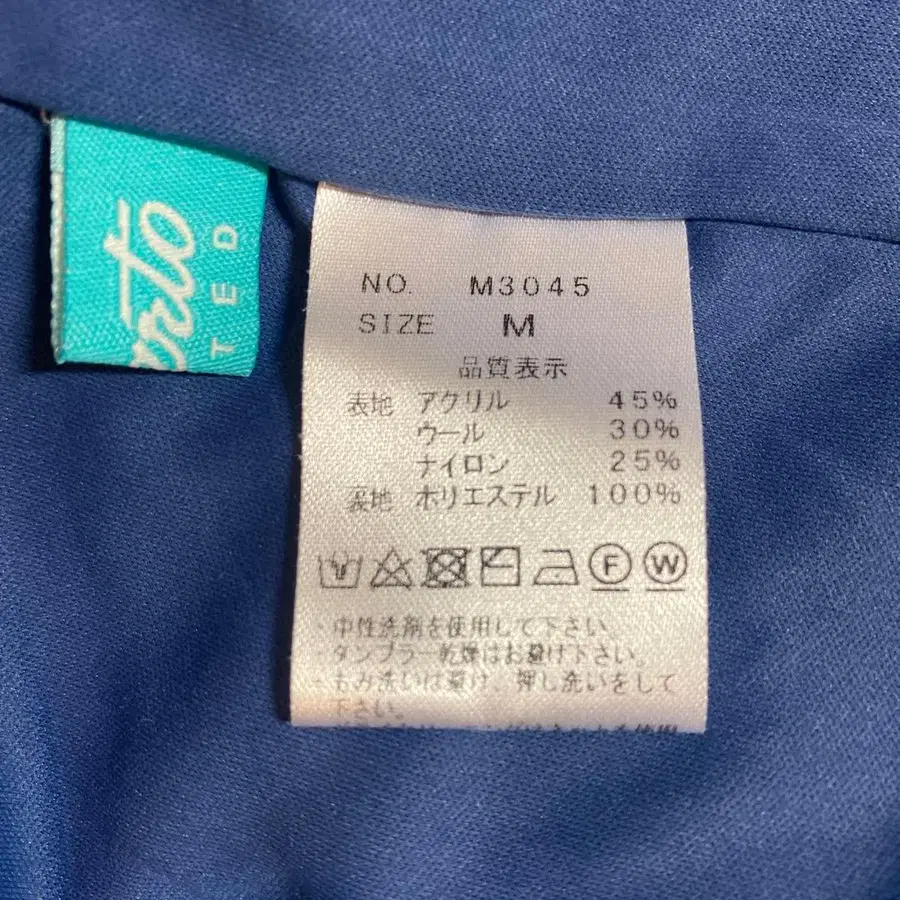 orto
TED
NO. M3045
SIZE M
品質表示
表地 アクリル 45%
ウール 30%
ナイロン 25%
裏地 ポリエステル 100%
F W
・中性洗剤を使用して下さい。
・タンブラー乾燥はお避け下さい。
・もみ洗いは避け、押し洗いをして
下さい。